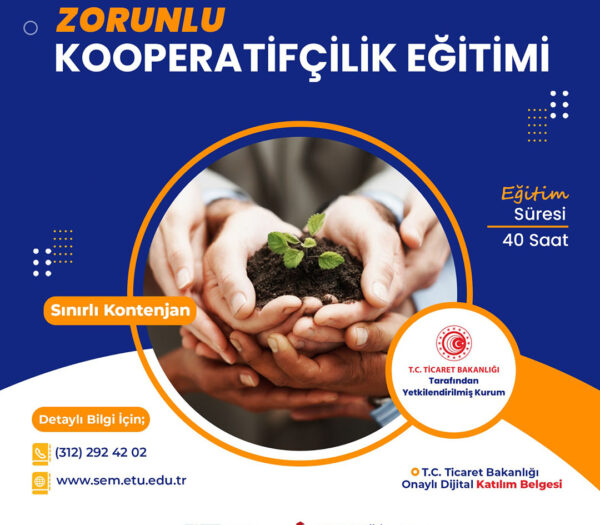 ZORUNLU
KOOPERATİFÇİLİK EĞİTİMİ
Eğitim
Süresi
40 Saat
Sınırlı Kontenjan
T.C. TİCARET BAKANLIĞI
Tarafından
Yetkilendirilmiş Kurum
Detaylı Bilgi İçin;
(312) 292 42 02
www.sem.etu.edu.tr
T.C. Ticaret Bakanlığı
Onaylı Dijital Katılım Belgesi